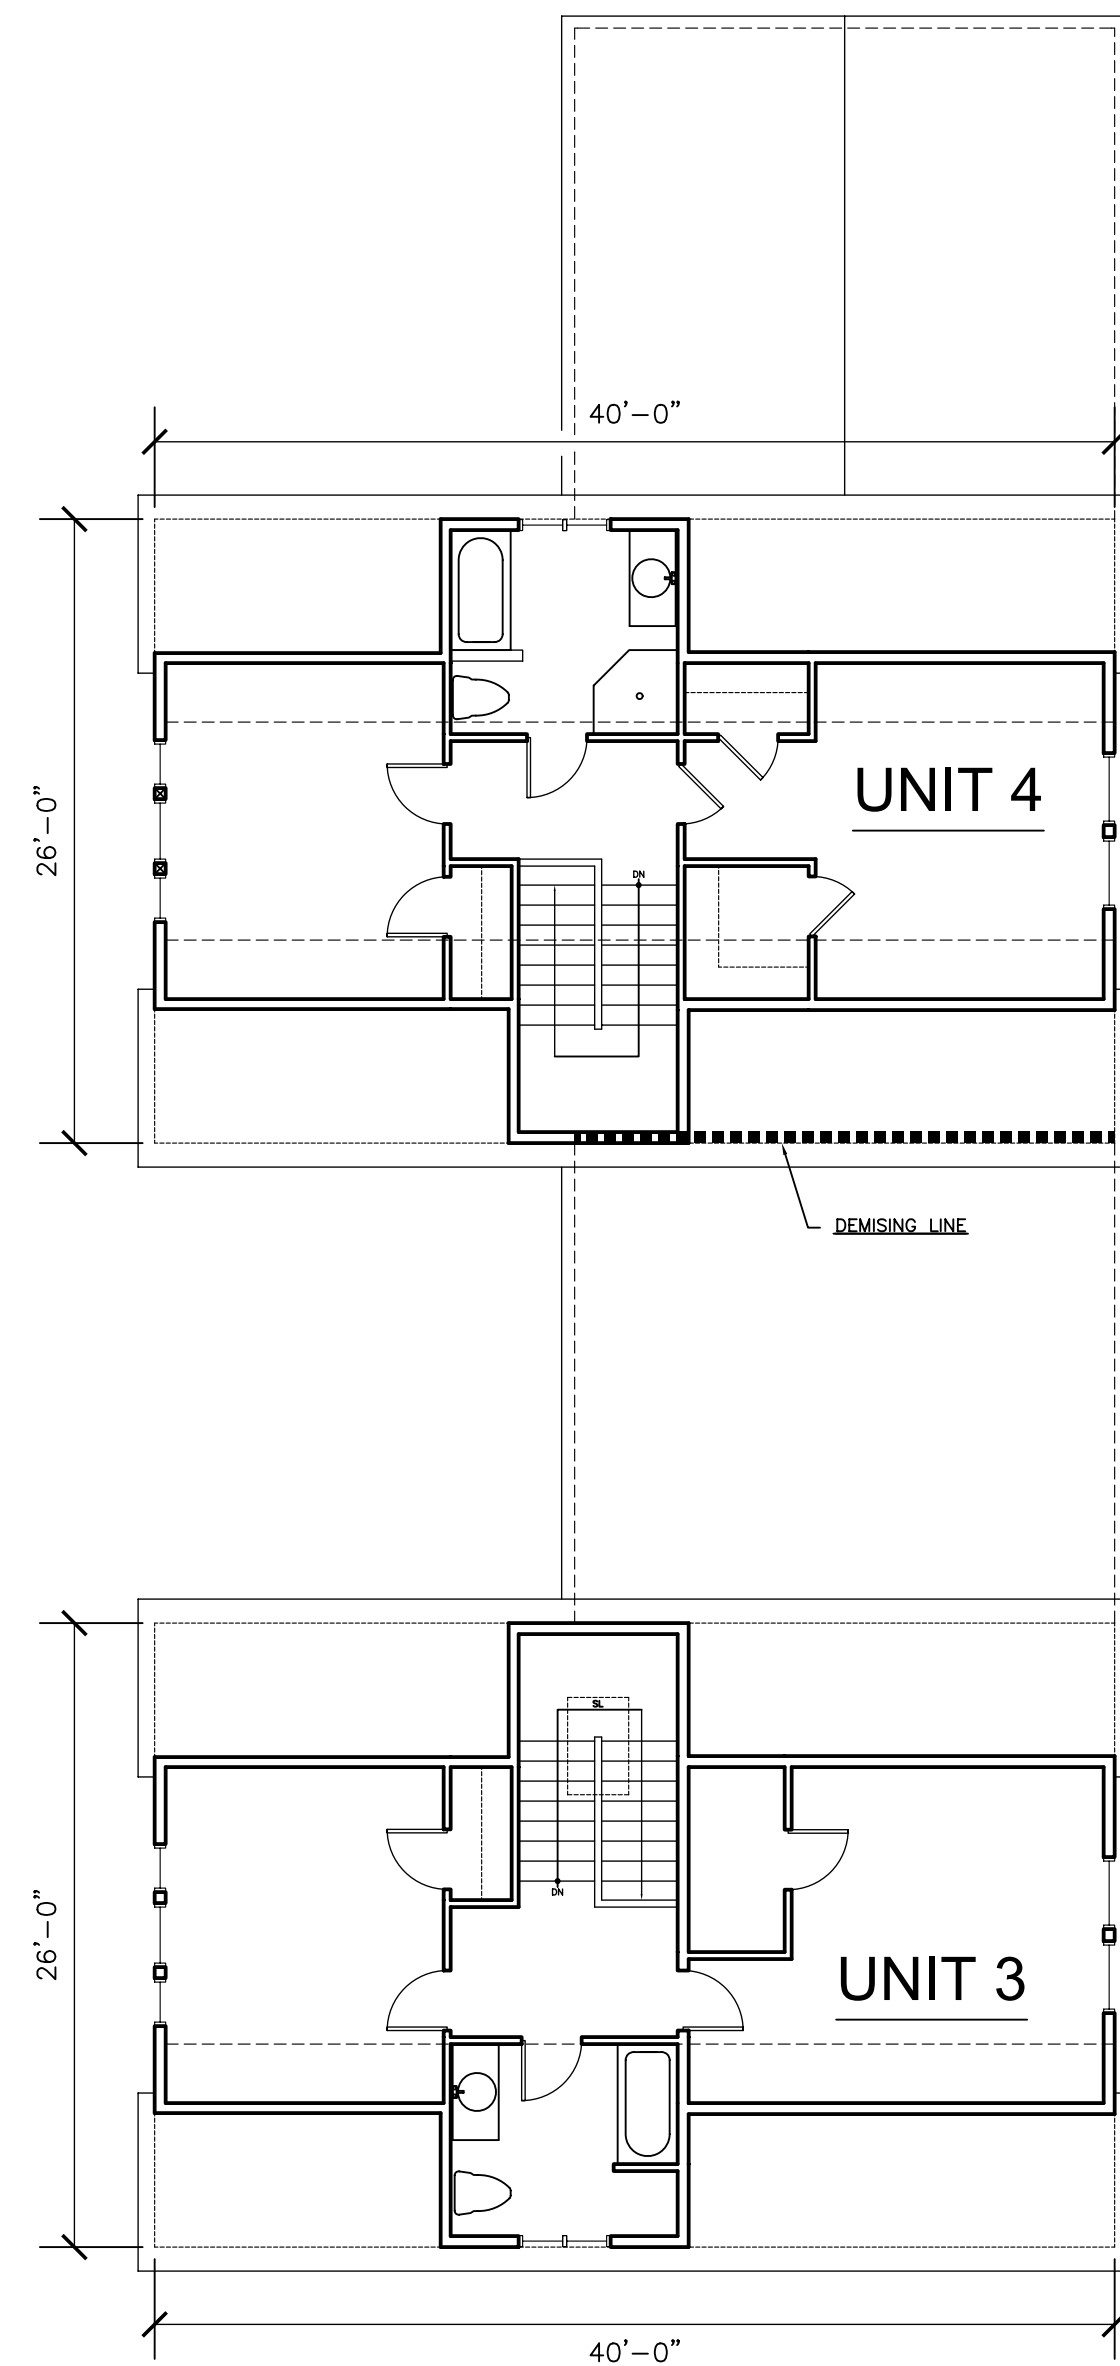 40'-0"
26'-0"
UNIT 4
DN
DEMISING LINE
SL
DN
26'-0"
UNIT 3
40'-0"